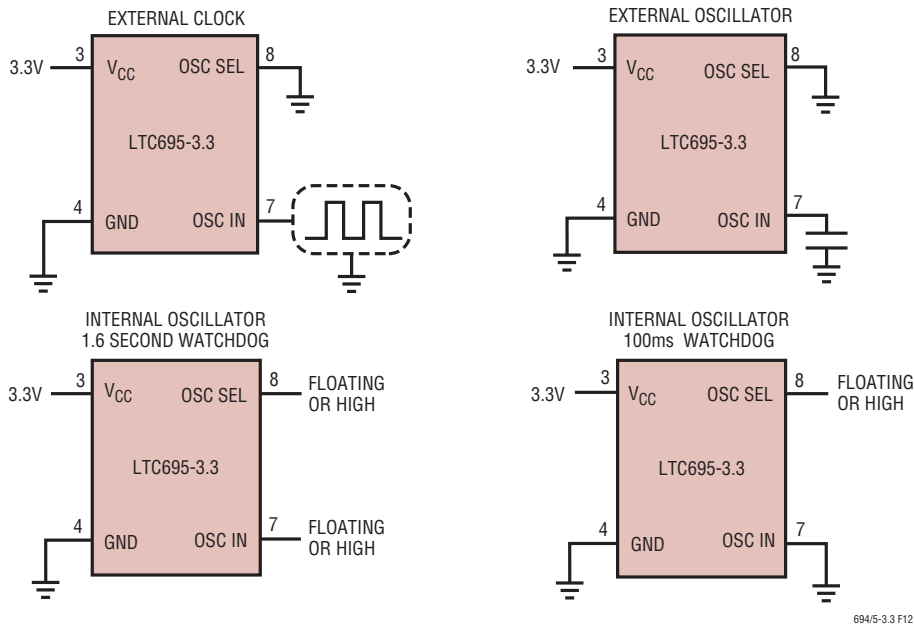 EXTERNAL CLOCK
3.3V
3
VCC
OSC SEL
8
LTC695-3.3
4
GND
OSC IN
7
EXTERNAL OSCILLATOR
3.3V
3
VCC
OSC SEL
8
LTC695-3.3
4
GND
OSC IN
7
INTERNAL OSCILLATOR
1.6 SECOND WATCHDOG
3.3V
3
VCC
OSC SEL
8
FLOATING
OR HIGH
LTC695-3.3
4
GND
OSC IN
7
FLOATING
OR HIGH
INTERNAL OSCILLATOR
100ms WATCHDOG
3.3V
3
VCC
OSC SEL
8
FLOATING
OR HIGH
LTC695-3.3
4
GND
OSC IN
7
694/5-3.3 F12